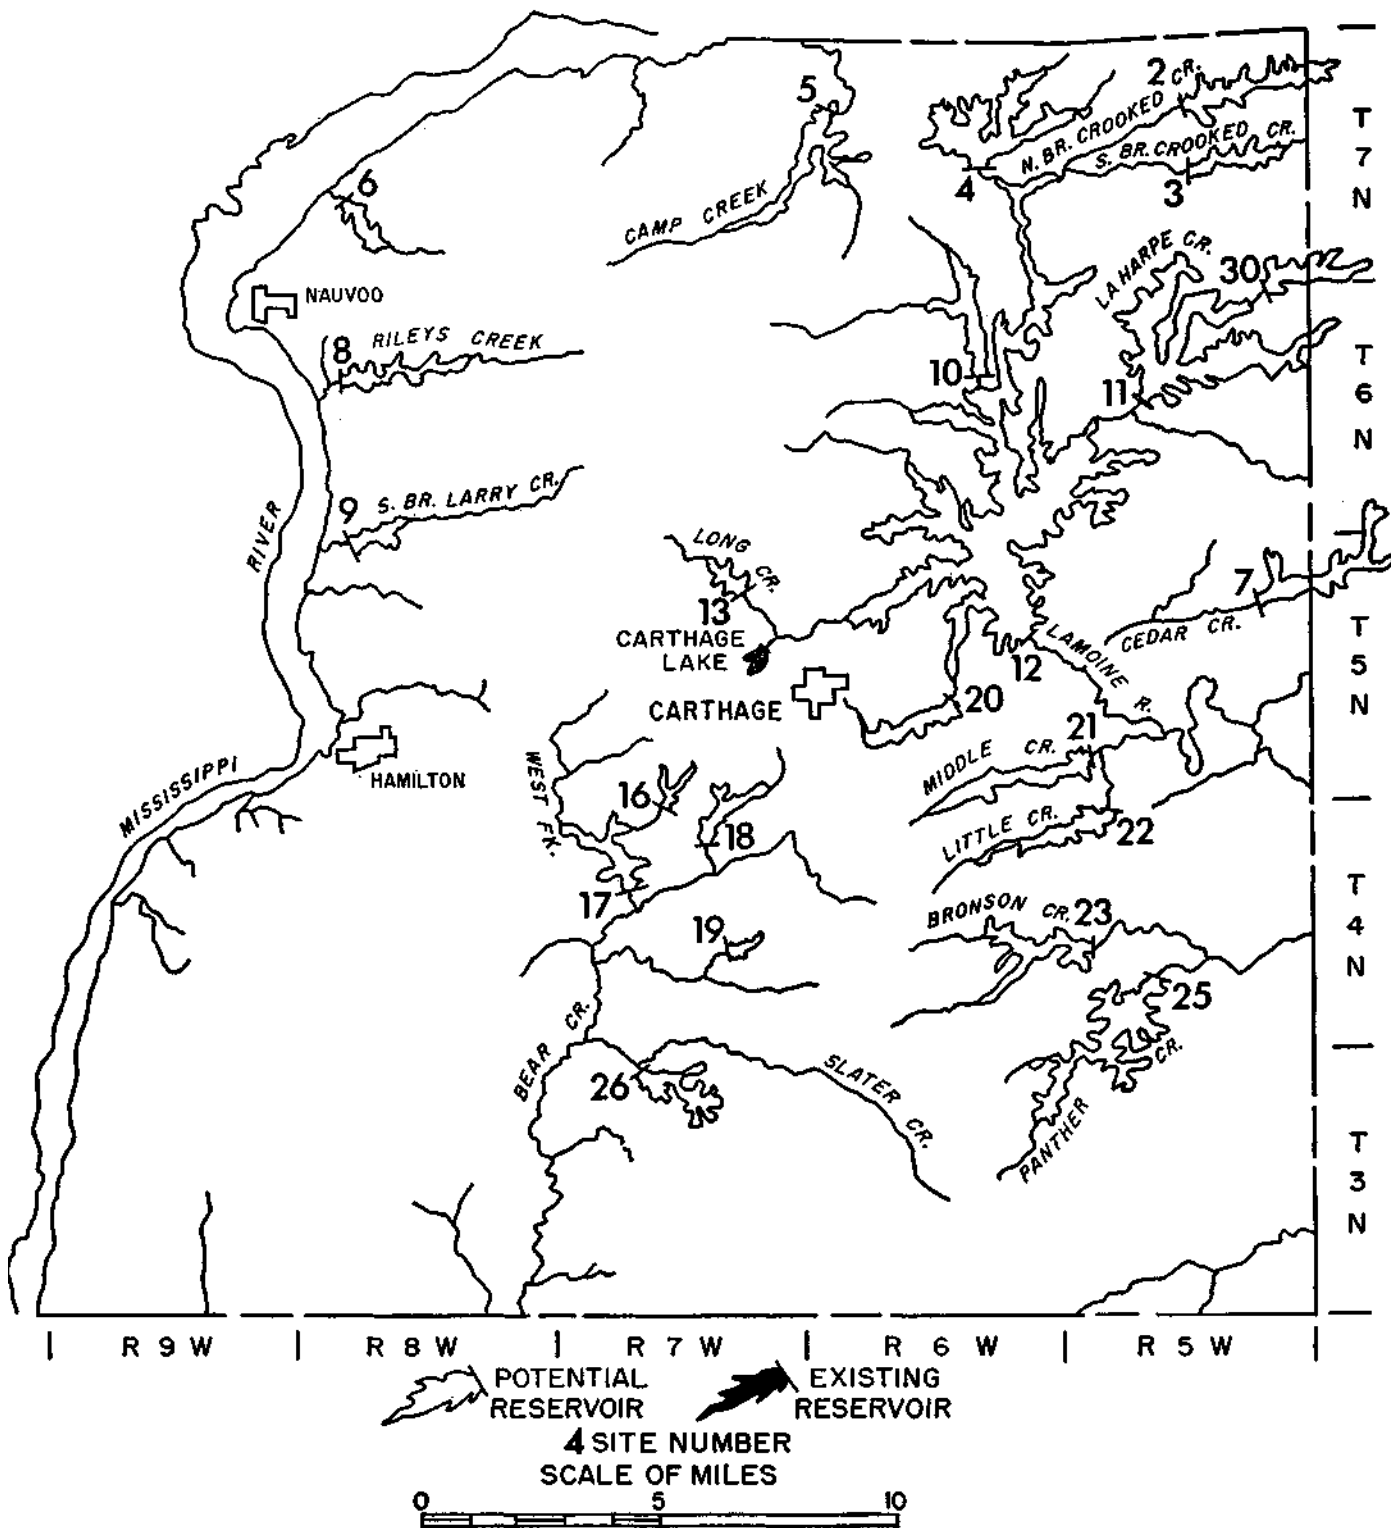 2
CR.
5
N. BR. CROOKED
S. BR. CROOKED CR.
4
3
T
7
N
6
CAMP CREEK
LA HARPE CR.
30
NAUVOO
8
RILEYS CREEK
10
11
T
6
N
9
S. BR. LARRY CR.
RIVER
LONG CR.
13
7
CEDAR CR.
CARTHAGE
LAKE
12
LAMOINE R.
T
5
N
CARTHAGE
20
21
MIDDLE CR.
HAMILTON
MISSISSIPPI
WEST FK.
16
18
LITTLE CR.
22
17
BRONSON CR.
23
19
T
4
N
25
BEAR CR.
26
SLATER CR.
PANTHER CR.
T
3
N
R 9 W
R 8 W
R 7 W
R 6 W
R 5 W
POTENTIAL
RESERVOIR
EXISTING
RESERVOIR
4 SITE NUMBER
SCALE OF MILES
0 5 10